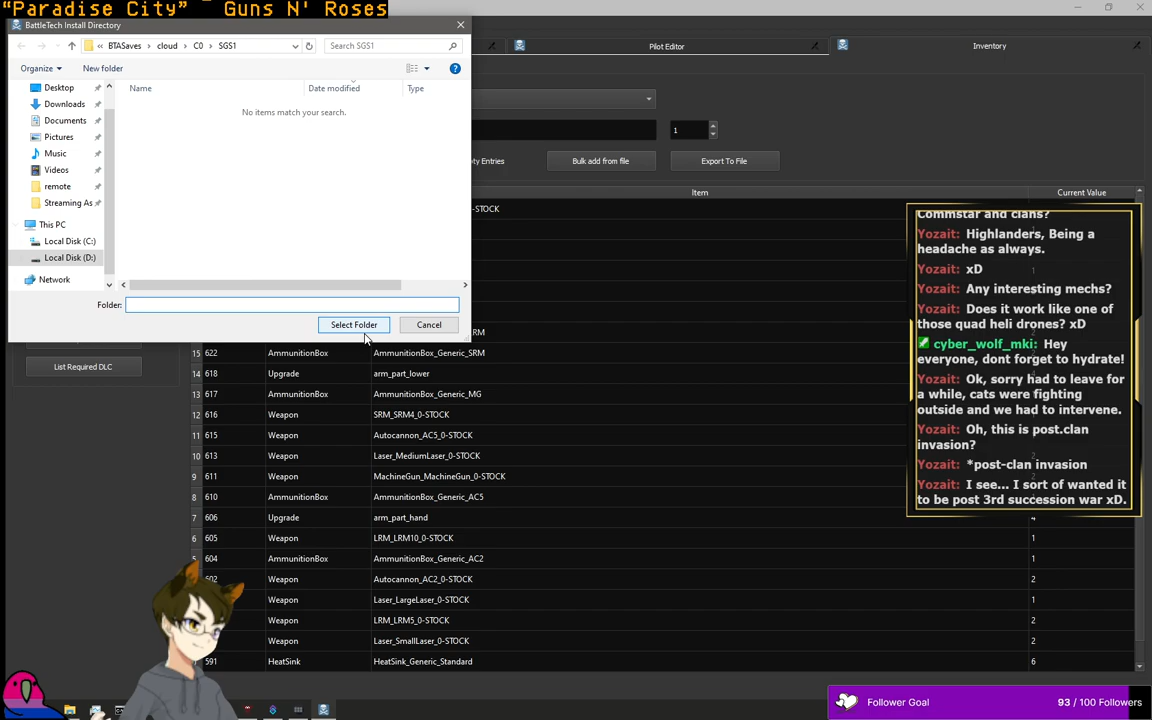 "Paradise City" - Guns N' Roses
BattleTech Install Directory
« BTASaves › cloud › C0 › SGS1
Search SGS1
Organize
New folder
Desktop
Downloads
Documents
Pictures
Music
Videos
remote
Streaming As
This PC
Local Disk (C:)
Local Disk (D:)
Network
Name
Date modified
Type
No items match your search.
Folder:
Select Folder
Cancel
Pilot Editor
Inventory
1
pty Entries
Bulk add from file
Export To File
List Required DLC
Item
Current Value
0-STOCK
RM
15 622 AmmunitionBox AmmunitionBox_Generic_SRM
14 618 Upgrade arm_part_lower
13 617 AmmunitionBox AmmunitionBox_Generic_MG
12 616 Weapon SRM_SRM4_0-STOCK
11 615 Weapon Autocannon_AC5_0-STOCK
10 613 Weapon Laser_MediumLaser_0-STOCK
9 611 Weapon MachineGun_MachineGun_0-STOCK
8 610 AmmunitionBox AmmunitionBox_Generic_AC5
7 606 Upgrade arm_part_hand 4
6 605 Weapon LRM_LRM10_0-STOCK 1
604 AmmunitionBox AmmunitionBox_Generic_AC2 1
602 Weapon Autocannon_AC2_0-STOCK 2
Weapon Laser_LargeLaser_0-STOCK 1
Weapon LRM_LRM5_0-STOCK 2
Weapon Laser_SmallLaser_0-STOCK 2
591 HeatSink HeatSink_Generic_Standard 6
Commstar and clans?
Yozait: Highlanders, Being a
headache as always.
Yozait: xD
Yozait: Any interesting mechs?
Yozait: Does it work like one of
those quad heli drones? xD
cyber_wolf_mki: Hey
everyone, dont forget to hydrate!
Yozait: Ok, sorry had to leave for
a while, cats were fighting
outside and we had to intervene.
Yozait: Oh, this is post.clan
invasion?
Yozait: *post-clan invasion
Yozait: I see... I sort of wanted it
to be post 3rd succession war xD.
Follower Goal
93 / 100 Followers